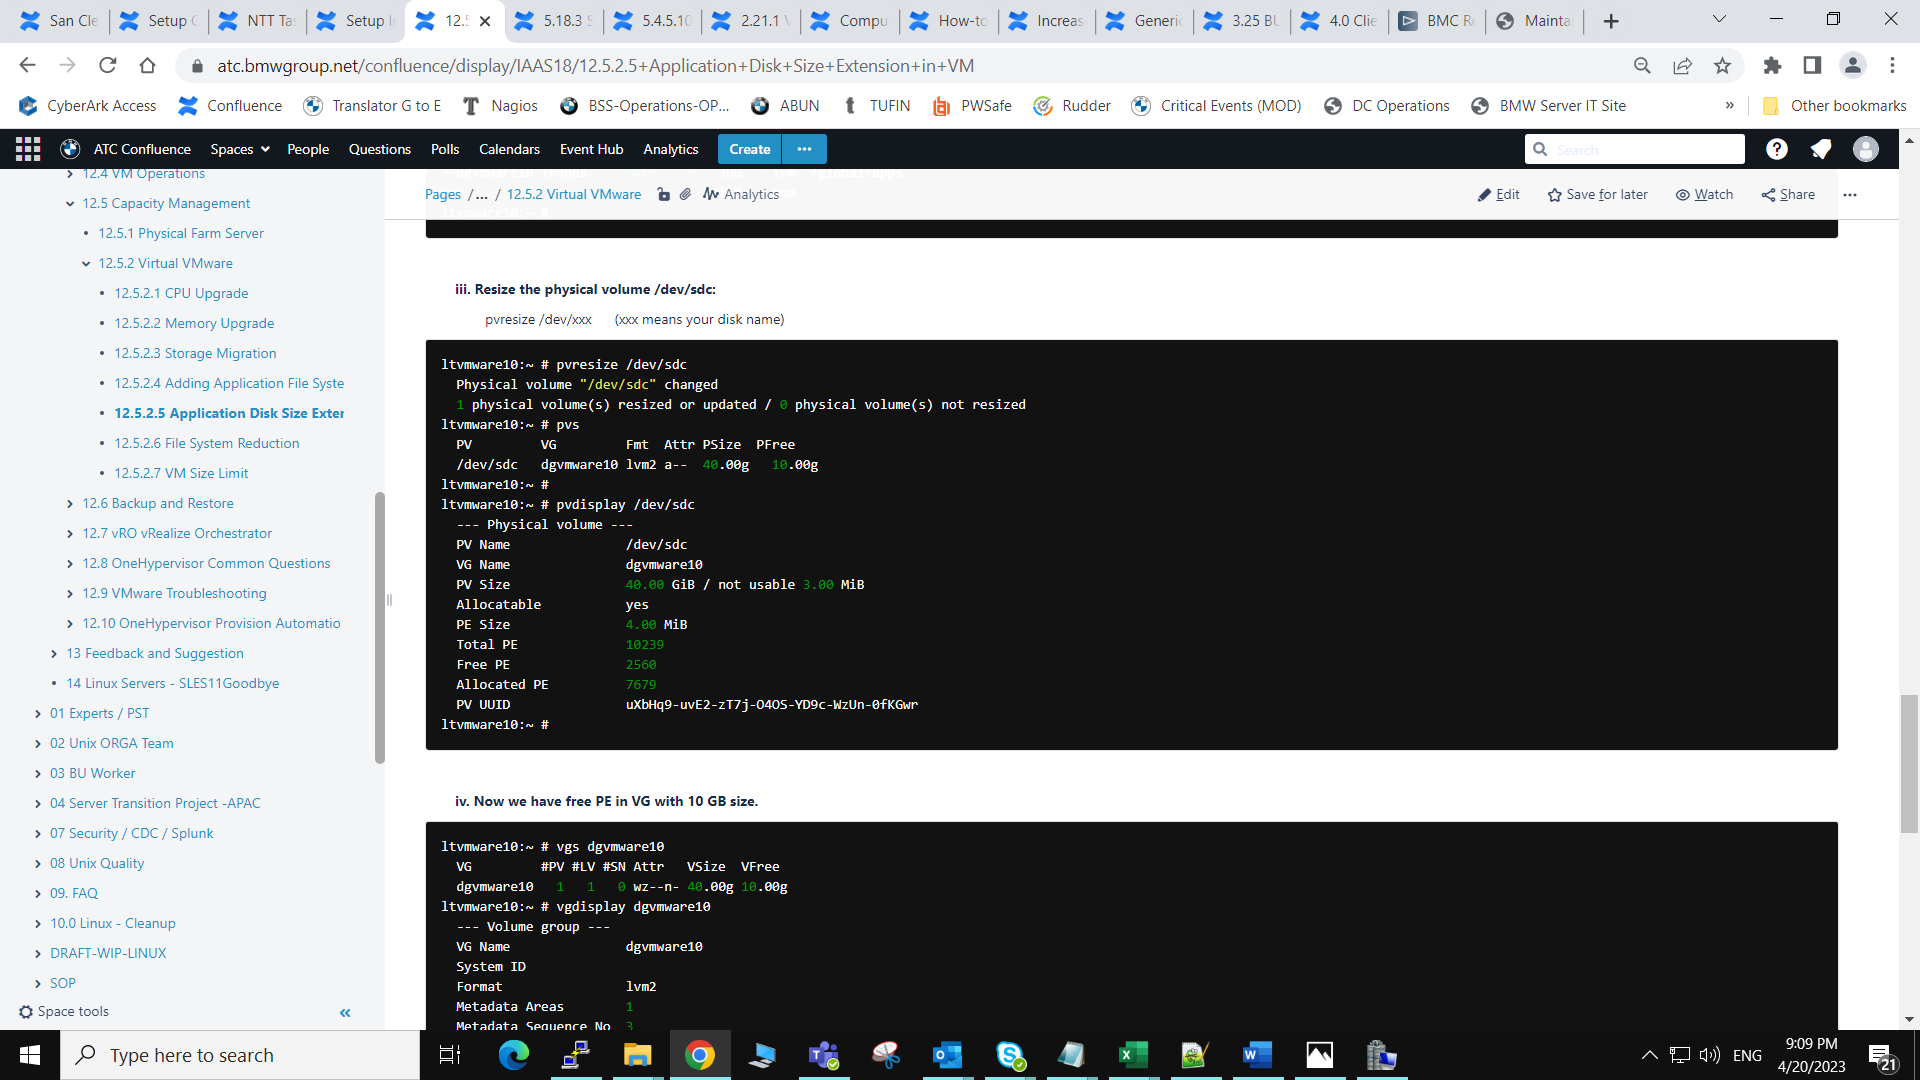 San Cle
Setup C
NTT Tas
Setup In
12.5
5.18.3 S
5.4.5.10
2.21.1 V
Compu
How-to
Increas
Generic
3.25 BU
4.0 Clie
BMC Re
Mainta
atc.bmwgroup.net/confluence/display/IAAS18/12.5.2.5+Application+Disk+Size+Extension+in+VM
CyberArk Access
Confluence
Translator G to E
Nagios
BSS-Operations-OP...
ABUN
TUFIN
PWSafe
Rudder
Critical Events (MOD)
DC Operations
BMW Server IT Site
»
Other bookmarks
ATC Confluence
Spaces
People
Questions
Polls
Calendars
Event Hub
Analytics
Create
Search
12.4 VM Operations
12.5 Capacity Management
12.5.1 Physical Farm Server
12.5.2 Virtual VMware
12.5.2.1 CPU Upgrade
12.5.2.2 Memory Upgrade
12.5.2.3 Storage Migration
12.5.2.4 Adding Application File Syste
12.5.2.5 Application Disk Size Exter
12.5.2.6 File System Reduction
12.5.2.7 VM Size Limit
12.6 Backup and Restore
12.7 vRO vRealize Orchestrator
12.8 OneHypervisor Common Questions
12.9 VMware Troubleshooting
12.10 OneHypervisor Provision Automatio
13 Feedback and Suggestion
14 Linux Servers - SLES11Goodbye
01 Experts / PST
02 Unix ORGA Team
03 BU Worker
04 Server Transition Project -APAC
07 Security / CDC / Splunk
08 Unix Quality
09. FAQ
10.0 Linux - Cleanup
DRAFT-WIP-LINUX
SOP
Space tools
«
Pages /... / 12.5.2 Virtual VMware
Analytics
Edit
Save for later
Watch
Share
iii. Resize the physical volume /dev/sdc:
pvresize /dev/xxx (xxx means your disk name)
ltvmware10:~ # pvresize /dev/sdc
Physical volume "/dev/sdc" changed
1 physical volume(s) resized or updated / 0 physical volume(s) not resized
ltvmware10:~ # pvs
PV VG Fmt Attr PSize PFree
/dev/sdc dgvmware10 lvm2 a-- 40.00g 10.00g
ltvmware10:~ #
ltvmware10:~ # pvdisplay /dev/sdc
--- Physical volume ---
PV Name /dev/sdc
VG Name dgvmware10
PV Size 40.00 GiB / not usable 3.00 MiB
Allocatable yes
PE Size 4.00 MiB
Total PE 10239
Free PE 2560
Allocated PE 7679
PV UUID uXbHq9-uvE2-zT7j-O4OS-YD9c-WzUn-0fKGwr
ltvmware10:~ #
iv. Now we have free PE in VG with 10 GB size.
ltvmware10:~ # vgs dgvmware10
VG #PV #LV #SN Attr VSize VFree
dgvmware10 1 1 0 wz--n- 40.00g 10.00g
ltvmware10:~ # vgdisplay dgvmware10
--- Volume group ---
VG Name dgvmware10
System ID
Format lvm2
Metadata Areas 1
Metadata Sequence No 3
Type here to search
ENG
9:09 PM
4/20/2023
21